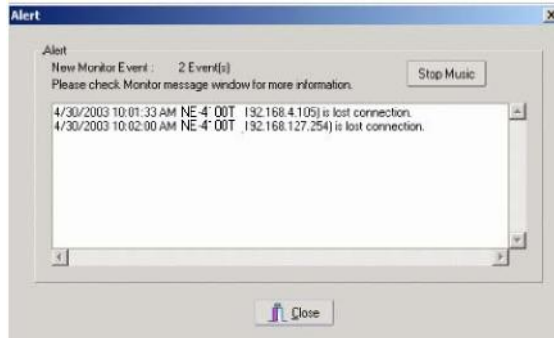 Alert
Alert
New Monitor Event : 2 Event(s)
Stop Music
Please check Monitor message window for more information.
4/30/2003 10:01:33 AM NE-4 00T 192.168.4.105) is lost connection.
4/30/2003 10:02:00 AM NE-4 00T 192.168.127.254) is lost connection.
Close